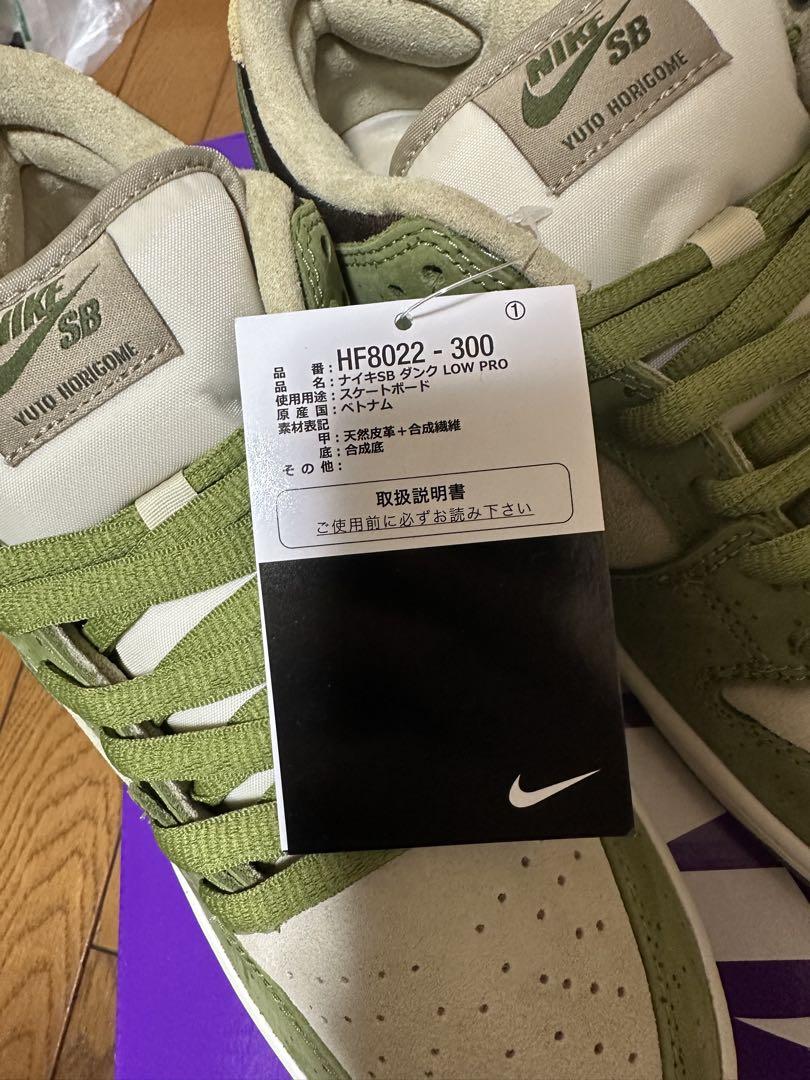 NIKE
SB
YUTO HORIGOME
NIKE
SB
YUTO HORIGOME
①
品 番：HF8022 - 300
品 名：ナイキSB ダンク LOW PRO
使用用途：スケートボード
原 産 国：ベトナム
素材表記
甲：天然皮革＋合成繊維
底：合成底
そ の 他：
取扱説明書
ご使用前に必ずお読み下さい